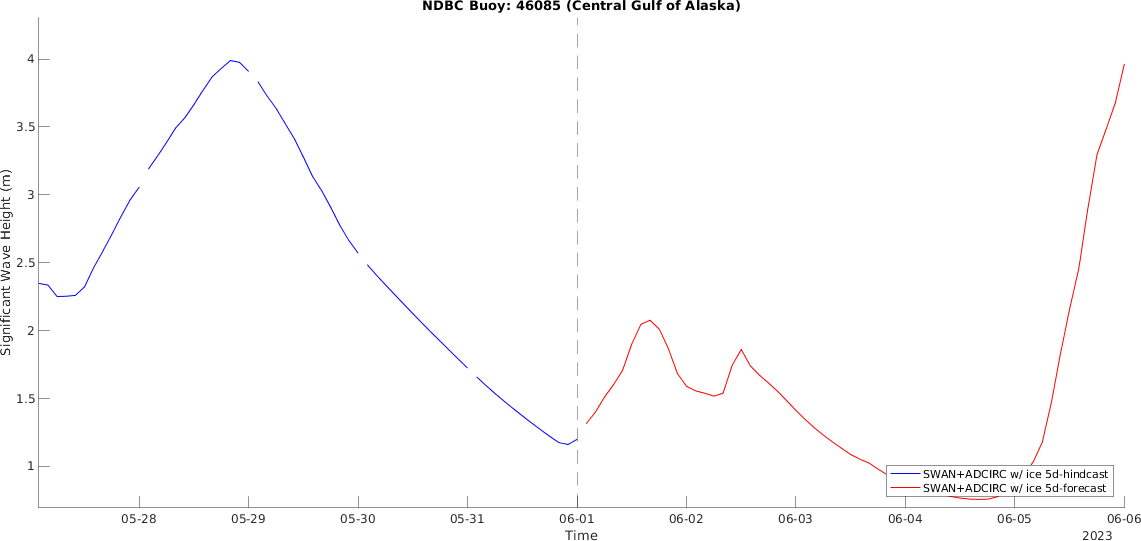 NDBC Buoy: 46085 (Central Gulf of Alaska)
Significant Wave Height (m)
4
3.5
3
2.5
2
1.5
1
SWAN+ADCIRC w/ ice 5d-hindcast
SWAN+ADCIRC w/ ice 5d-forecast
05-28 05-29 05-30 05-31 06-01 06-02 06-03 06-04 06-05 06-06
Time
2023